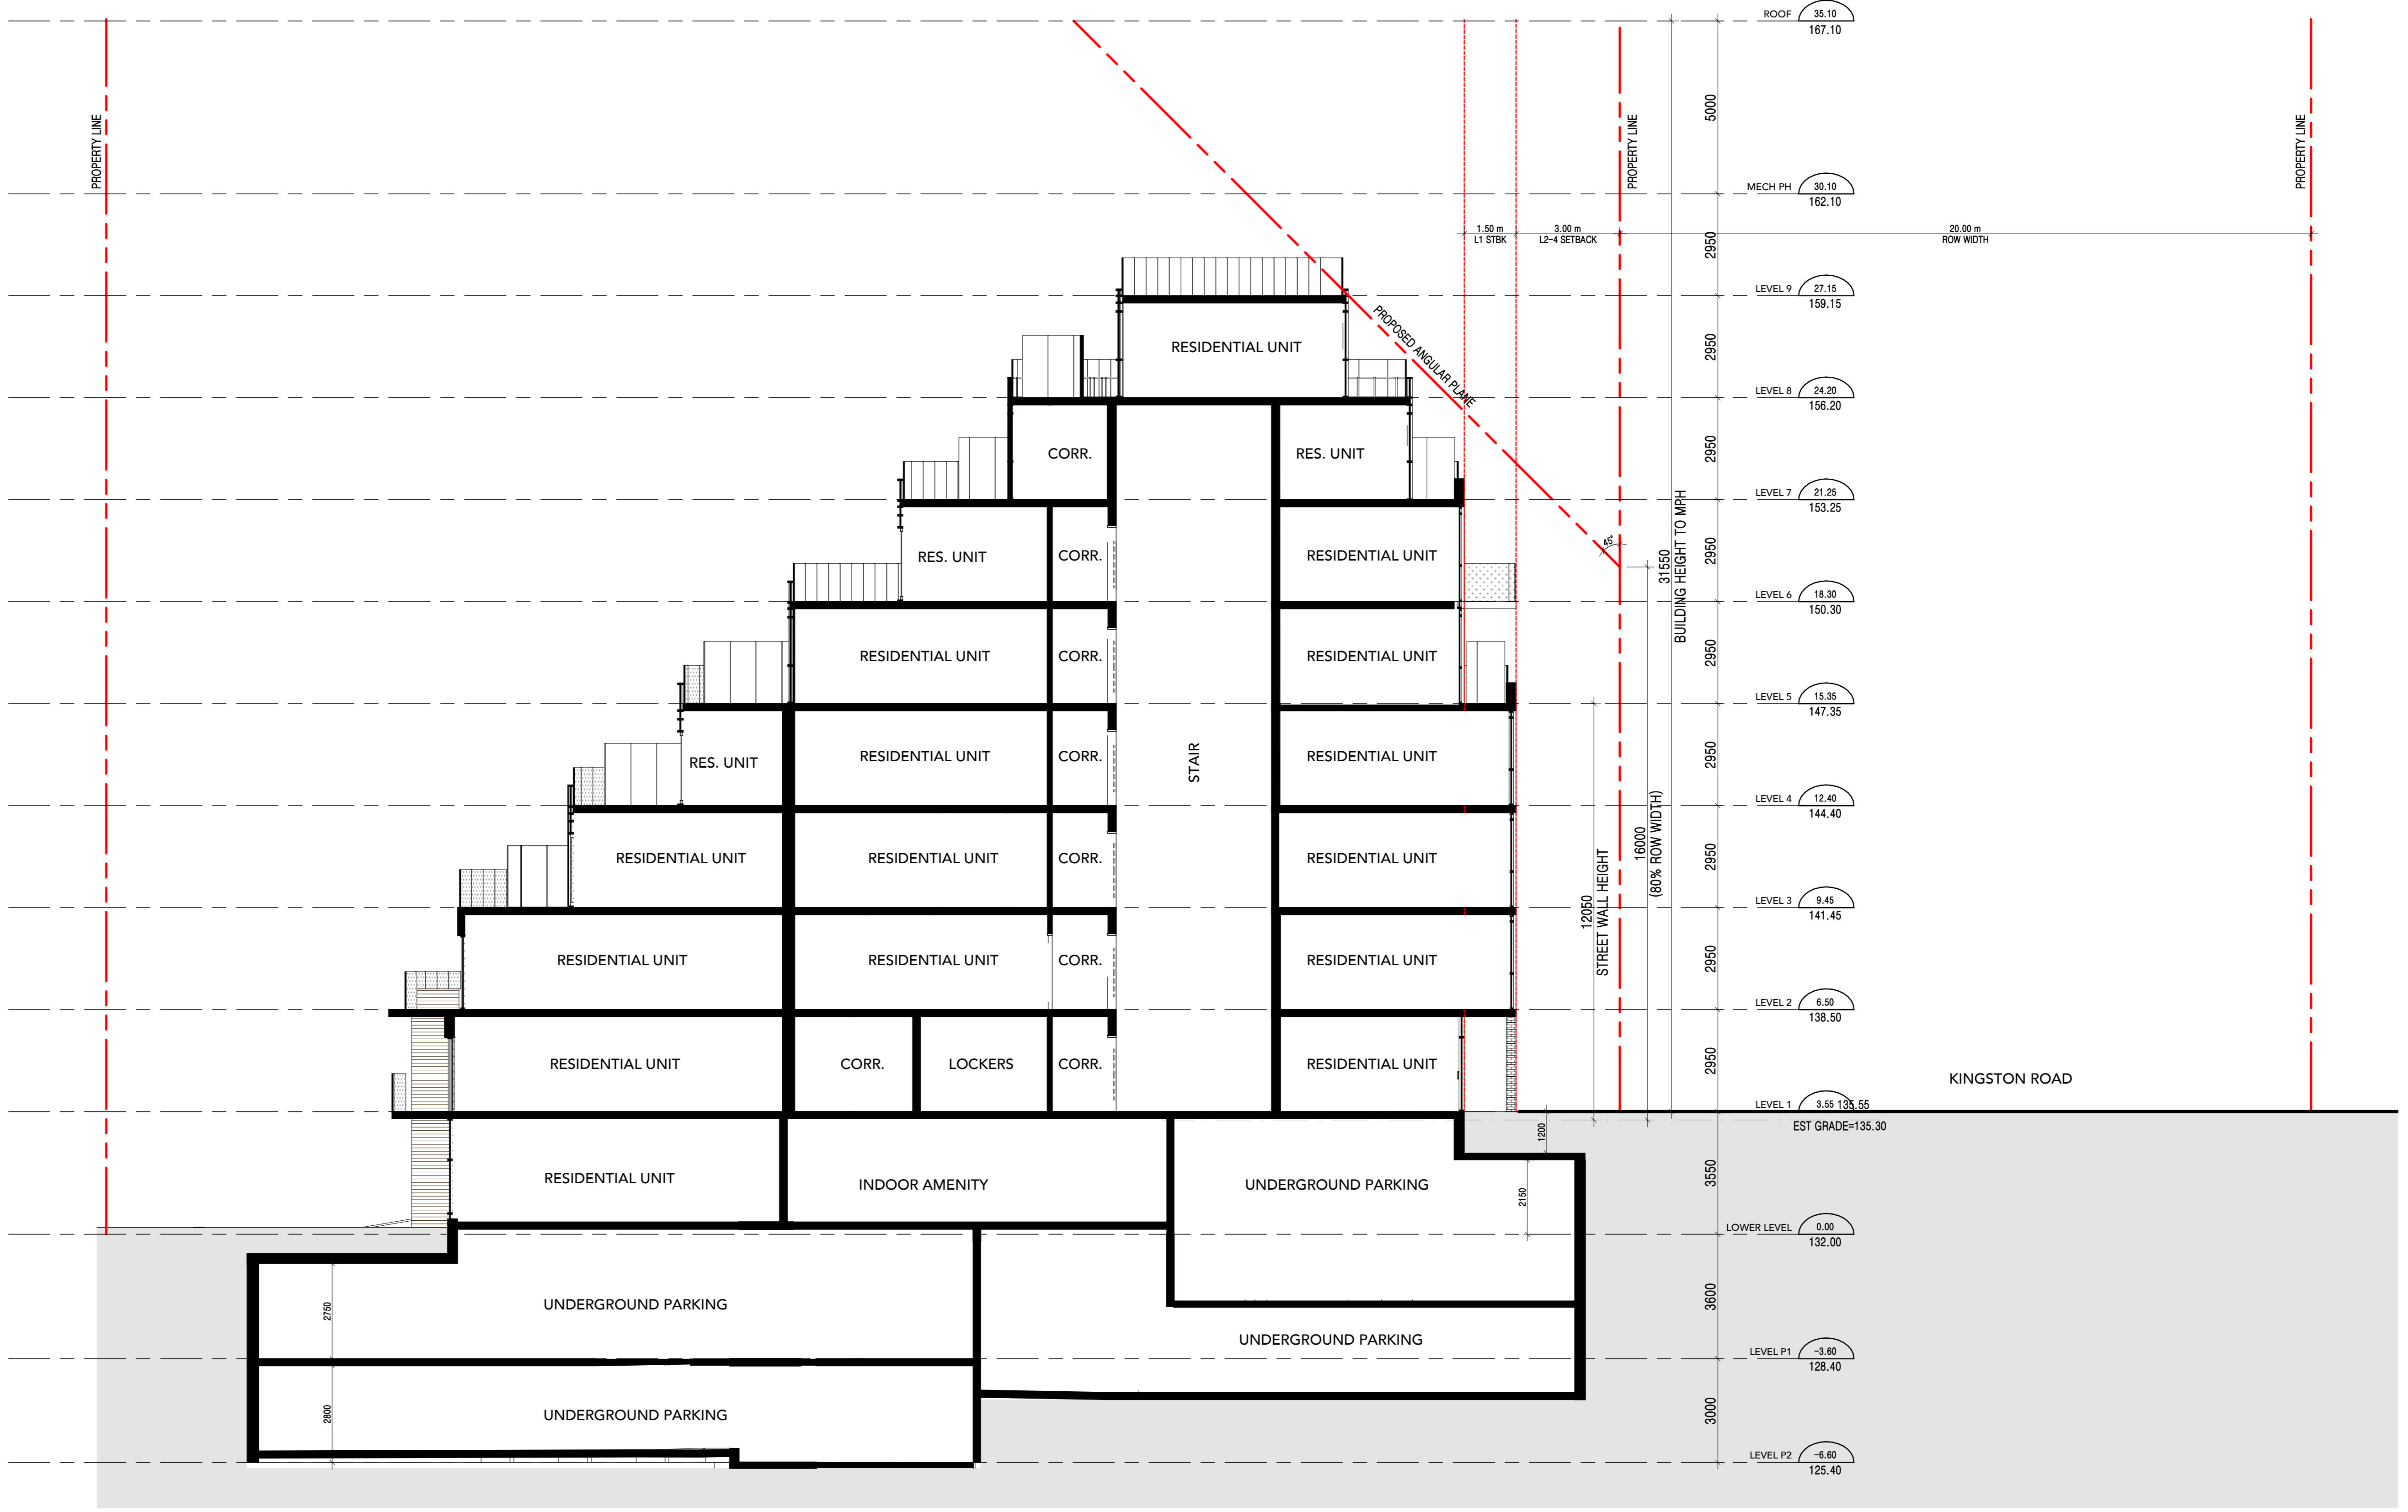 ROOF
35.10
167.10
5000
PROPERTY LINE
PROPERTY LINE
PROPERTY LINE
MECH PH
30.10
162.10
1.50 m
L1 STBK
3.00 m
L2-4 SETBACK
20.00 m
ROW WIDTH
2950
LEVEL 9
27.15
159.15
PROPOSED ANGULAR PLANE
RESIDENTIAL UNIT
2950
LEVEL 8
24.20
156.20
CORR.
RES. UNIT
2950
LEVEL 7
21.25
153.25
45°
RES. UNIT
CORR.
RESIDENTIAL UNIT
31550
BUILDING HEIGHT TO MPH
2950
LEVEL 6
18.30
150.30
RESIDENTIAL UNIT
CORR.
RESIDENTIAL UNIT
2950
LEVEL 5
15.35
147.35
RES. UNIT
RESIDENTIAL UNIT
CORR.
STAIR
RESIDENTIAL UNIT
2950
LEVEL 4
12.40
144.40
RESIDENTIAL UNIT
RESIDENTIAL UNIT
CORR.
RESIDENTIAL UNIT
16000
(80% ROW WIDTH)
2950
LEVEL 3
9.45
141.45
12050
STREET WALL HEIGHT
RESIDENTIAL UNIT
RESIDENTIAL UNIT
CORR.
RESIDENTIAL UNIT
2950
LEVEL 2
6.50
138.50
RESIDENTIAL UNIT
CORR.
LOCKERS
CORR.
RESIDENTIAL UNIT
2950
KINGSTON ROAD
LEVEL 1
3.55
135.55
EST GRADE=135.30
1200
RESIDENTIAL UNIT
INDOOR AMENITY
UNDERGROUND PARKING
2150
3550
LOWER LEVEL
0.00
132.00
2750
UNDERGROUND PARKING
UNDERGROUND PARKING
3600
LEVEL P1
-3.60
128.40
2800
UNDERGROUND PARKING
3000
LEVEL P2
-6.60
125.40